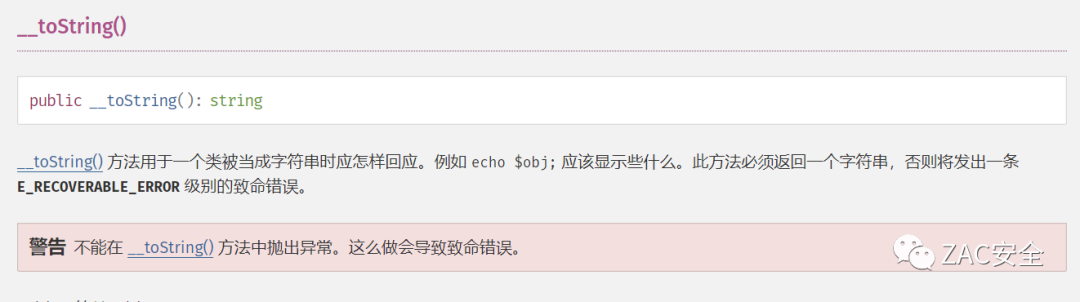 __toString()
public __toString(): string
__toString() 方法用于一个类被当成字符串时应怎样回应。例如 echo $obj; 应该显示些什么。此方法必须返回一个字符串，否则将发出一条
E_RECOVERABLE_ERROR 级别的致命错误。
警告 不能在 __toString() 方法中抛出异常。这么做会导致致命错误。
ZAC安全